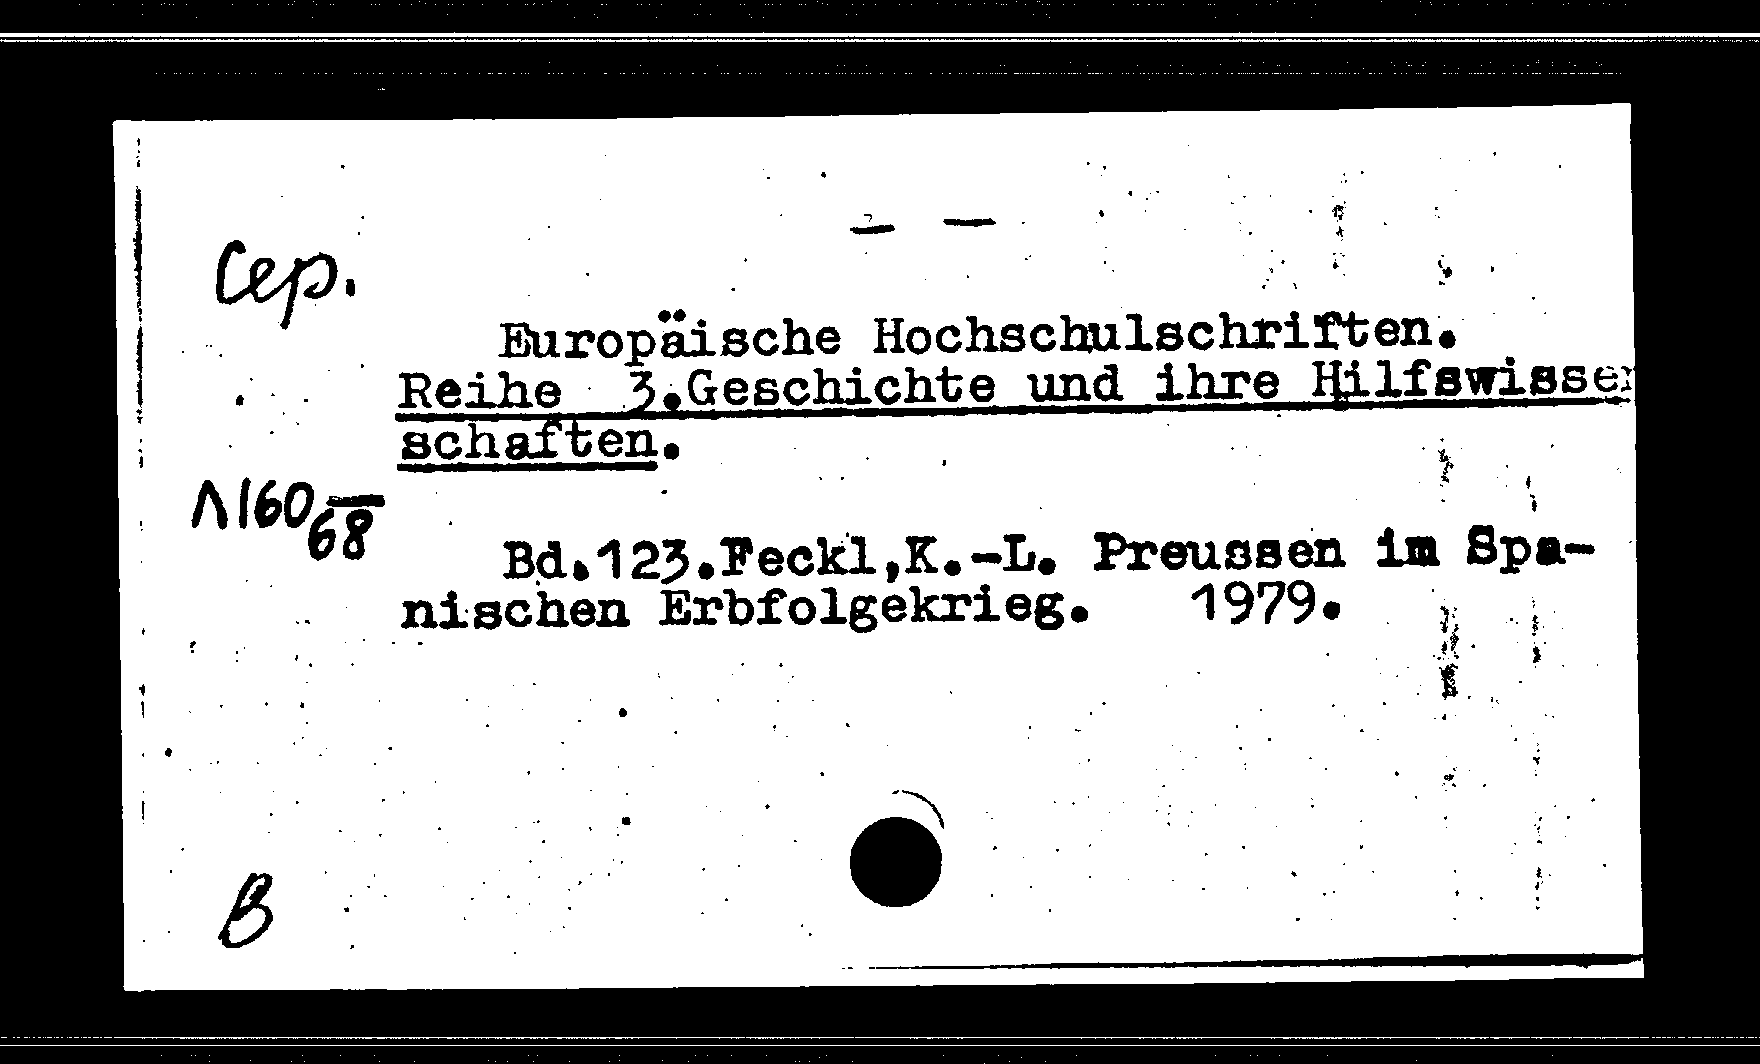 Сер.
Europäische Hochschulschriften.
Reihe 3.Geschichte und ihre Hilfswissen
schaften.
Λ160
68
Bd.123.Feckl,K.-L. Preussen im Spa-
nischen Erbfolgekrieg. 1979.
В